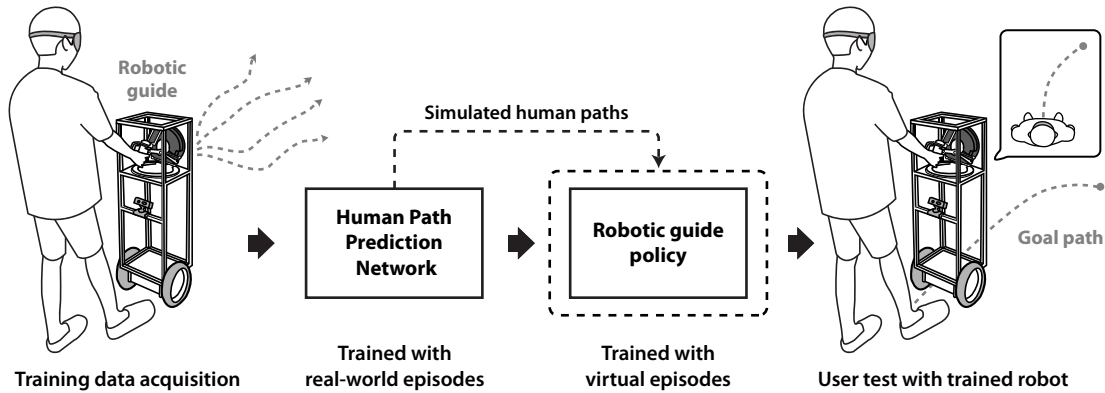 Robotic
guide
Simulated human paths
Human Path
Prediction
Network
Robotic guide
policy
Goal path
Training data acquisition
Trained with
real-world episodes
Trained with
virtual episodes
User test with trained robot